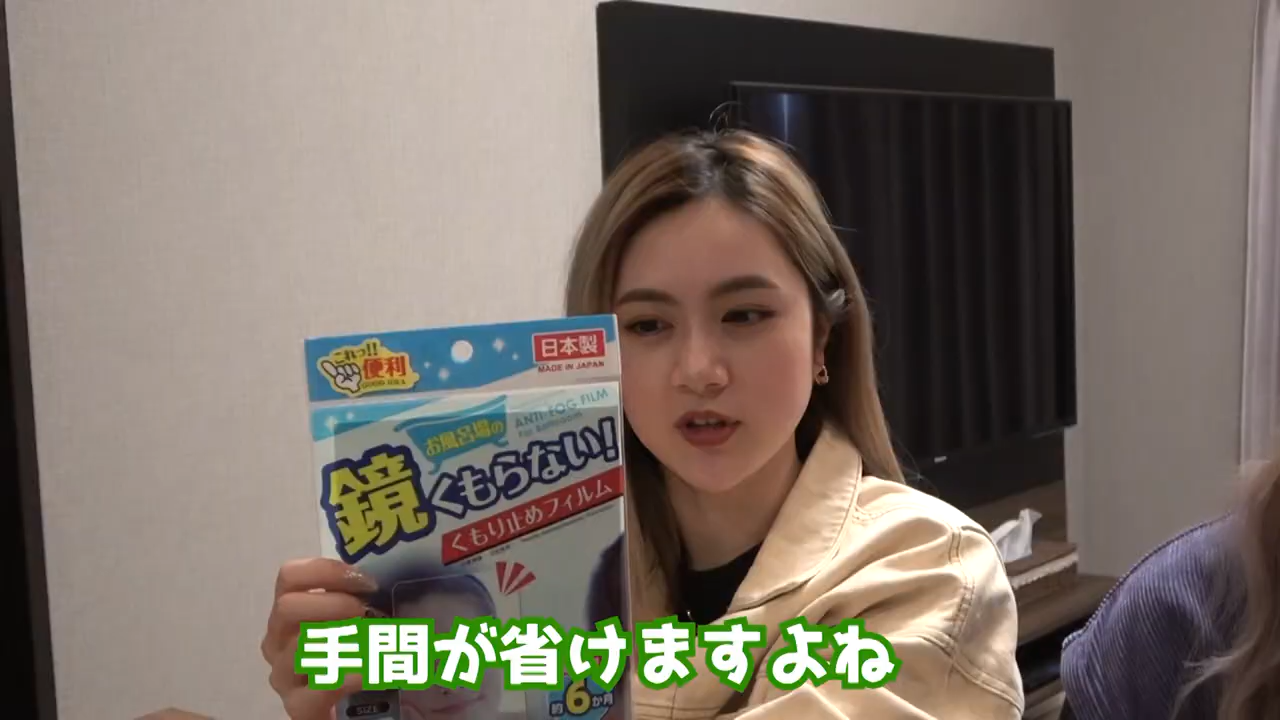 これっ!!
便利
GOOD IDEA
日本製
MADE IN JAPAN
ANTI-FOG FILM
For Bathroom
お風呂場の
鏡くもらない!
くもり止めフィルム
手間が省けますよね
SIZE
約6か月